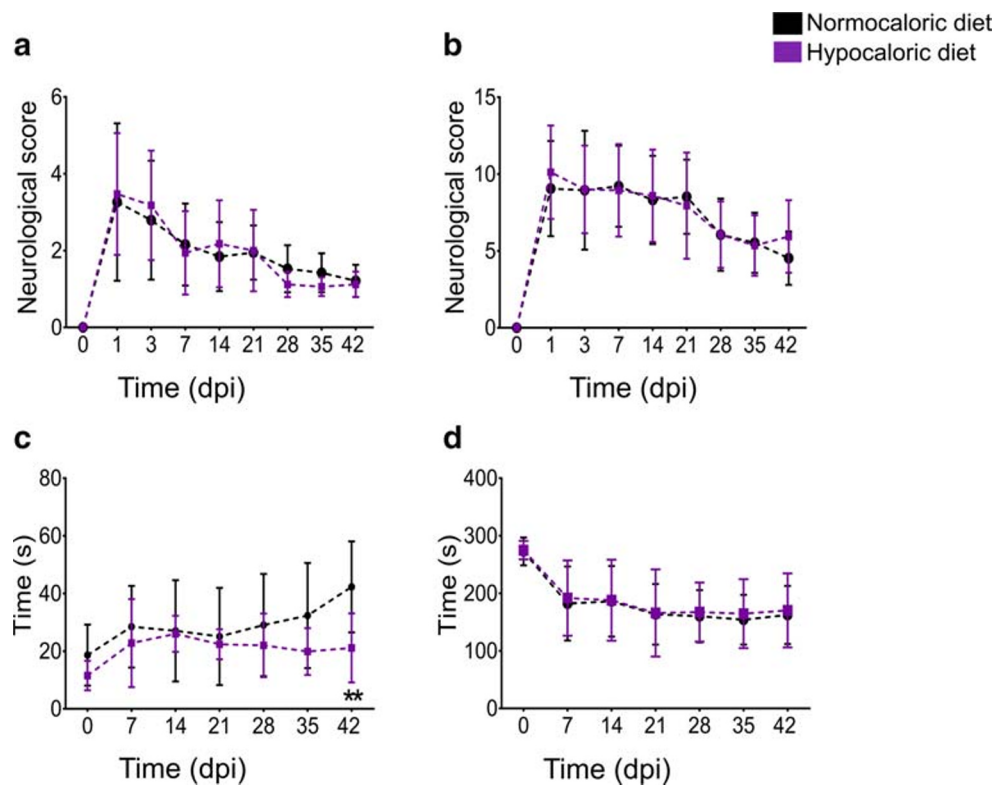 Normocaloric diet
Hypocaloric diet
a
Neurological score
6
4
2
0
0 1 3 7 14 21 28 35 42
Time (dpi)
b
Neurological score
15
10
5
0
0 1 3 7 14 21 28 35 42
Time (dpi)
c
Time (s)
80
60
40
20
0
**
0 7 14 21 28 35 42
Time (dpi)
d
Time (s)
400
300
200
100
0
0 7 14 21 28 35 42
Time (dpi)